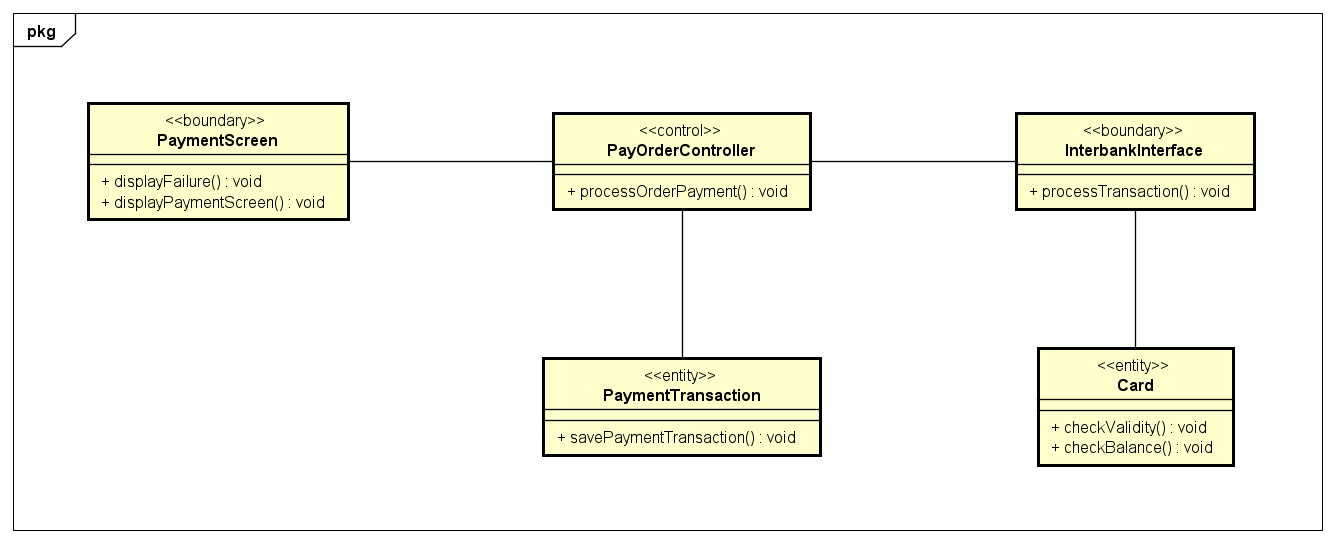 pkg
<<boundary>>
PaymentScreen
+ displayFailure() : void
+ displayPaymentScreen() : void
<<control>>
PayOrderController
+ processOrderPayment() : void
<<boundary>>
InterbankInterface
+ processTransaction() : void
<<entity>>
PaymentTransaction
+ savePaymentTransaction() : void
<<entity>>
Card
+ checkValidity() : void
+ checkBalance() : void